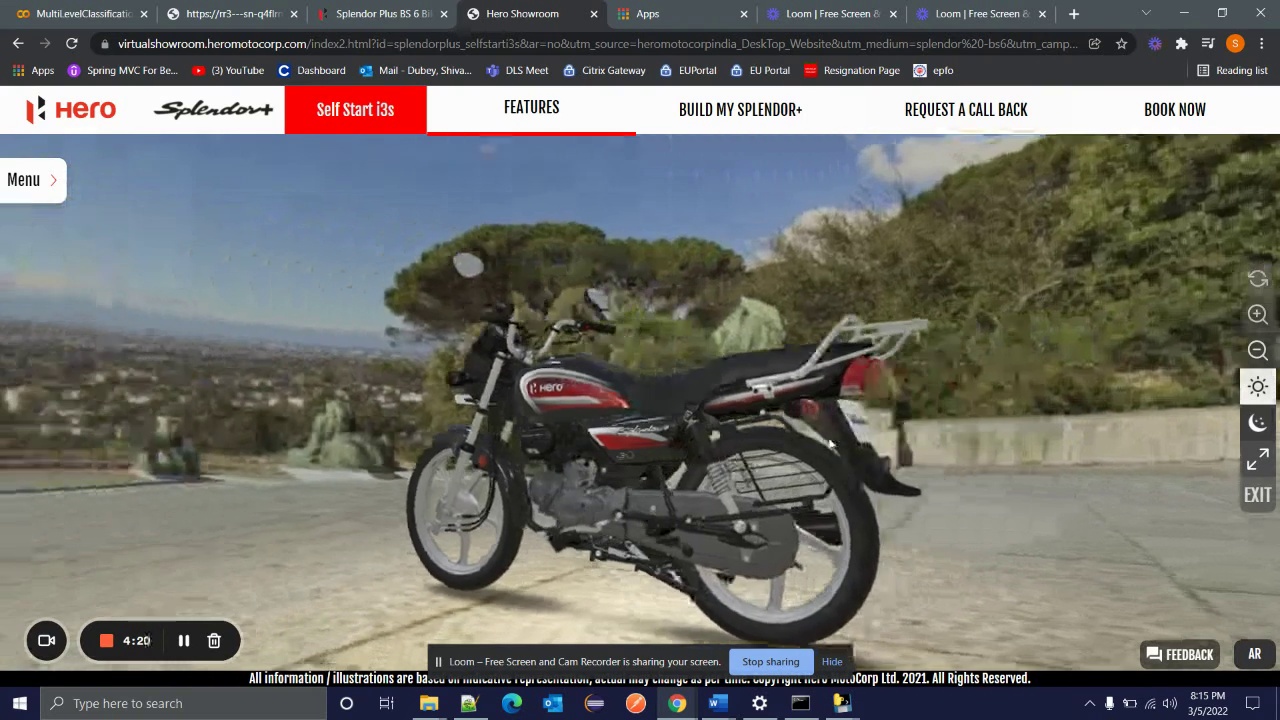 MultiLevelClassificatio
https://rr3---sn-q4flrn
Splendor Plus BS 6 Bi
Hero Showroom
Apps
Loom | Free Screen &
Loom | Free Screen &
virtualshowroom.heromotocorp.com/index2.html?id=splendorplus_selfstarti3s&at=no&utm_source=heromotocorpindia_DeskTop_Website&utm_medium=splendor%20-bs6&utm_camp...
S
Apps
Spring MVC For Be...
(3) YouTube
Dashboard
Mail - Dubey, Shiva...
DLS Meet
Citrix Gateway
EUPortal
EU Portal
Resignation Page
epfo
Reading list
Hero
Splendor+
Self Start i3s
FEATURES
BUILD MY SPLENDOR+
REQUEST A CALL BACK
BOOK NOW
Menu
HERO
EXIT
4:20
Loom – Free Screen and Cam Recorder is sharing your screen.
Stop sharing
Hide
FEEDBACK
AR
All information / illustrations are based on indicative representation, actual may change as per time. Copyright Hero MotoCorp Ltd. 2021. All Rights Reserved.
Type here to search
8:15 PM
3/5/2022